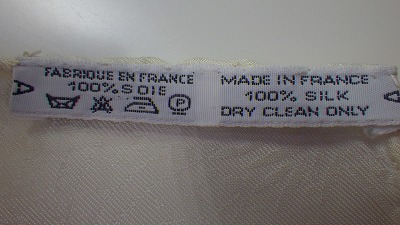 FABRIQUE EN FRANCE
100% SOIE
MADE IN FRANCE
100% SILK
DRY CLEAN ONLY